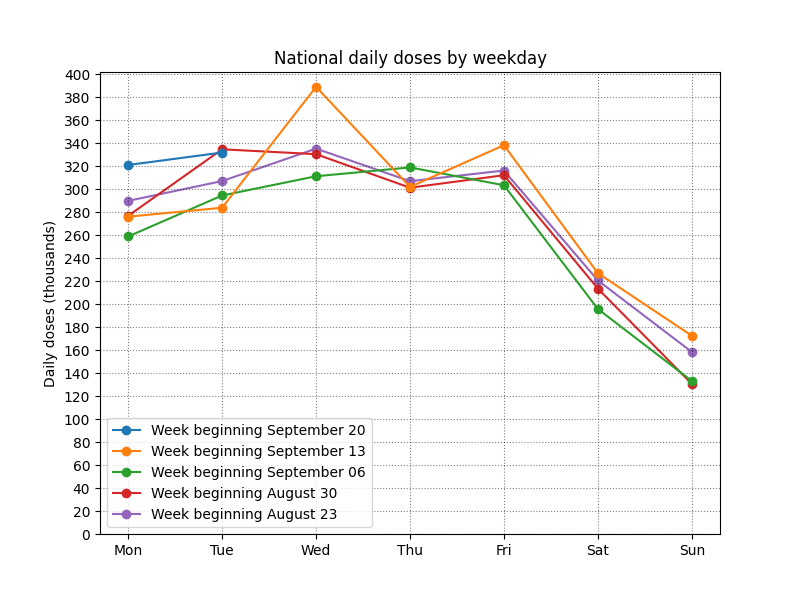 National daily doses by weekday
Daily doses (thousands)
400
380
360
340
320
300
280
260
240
220
200
180
160
140
120
100
80
60
40
20
0
Week beginning September 20
Week beginning September 13
Week beginning September 06
Week beginning August 30
Week beginning August 23
Mon Tue Wed Thu Fri Sat Sun